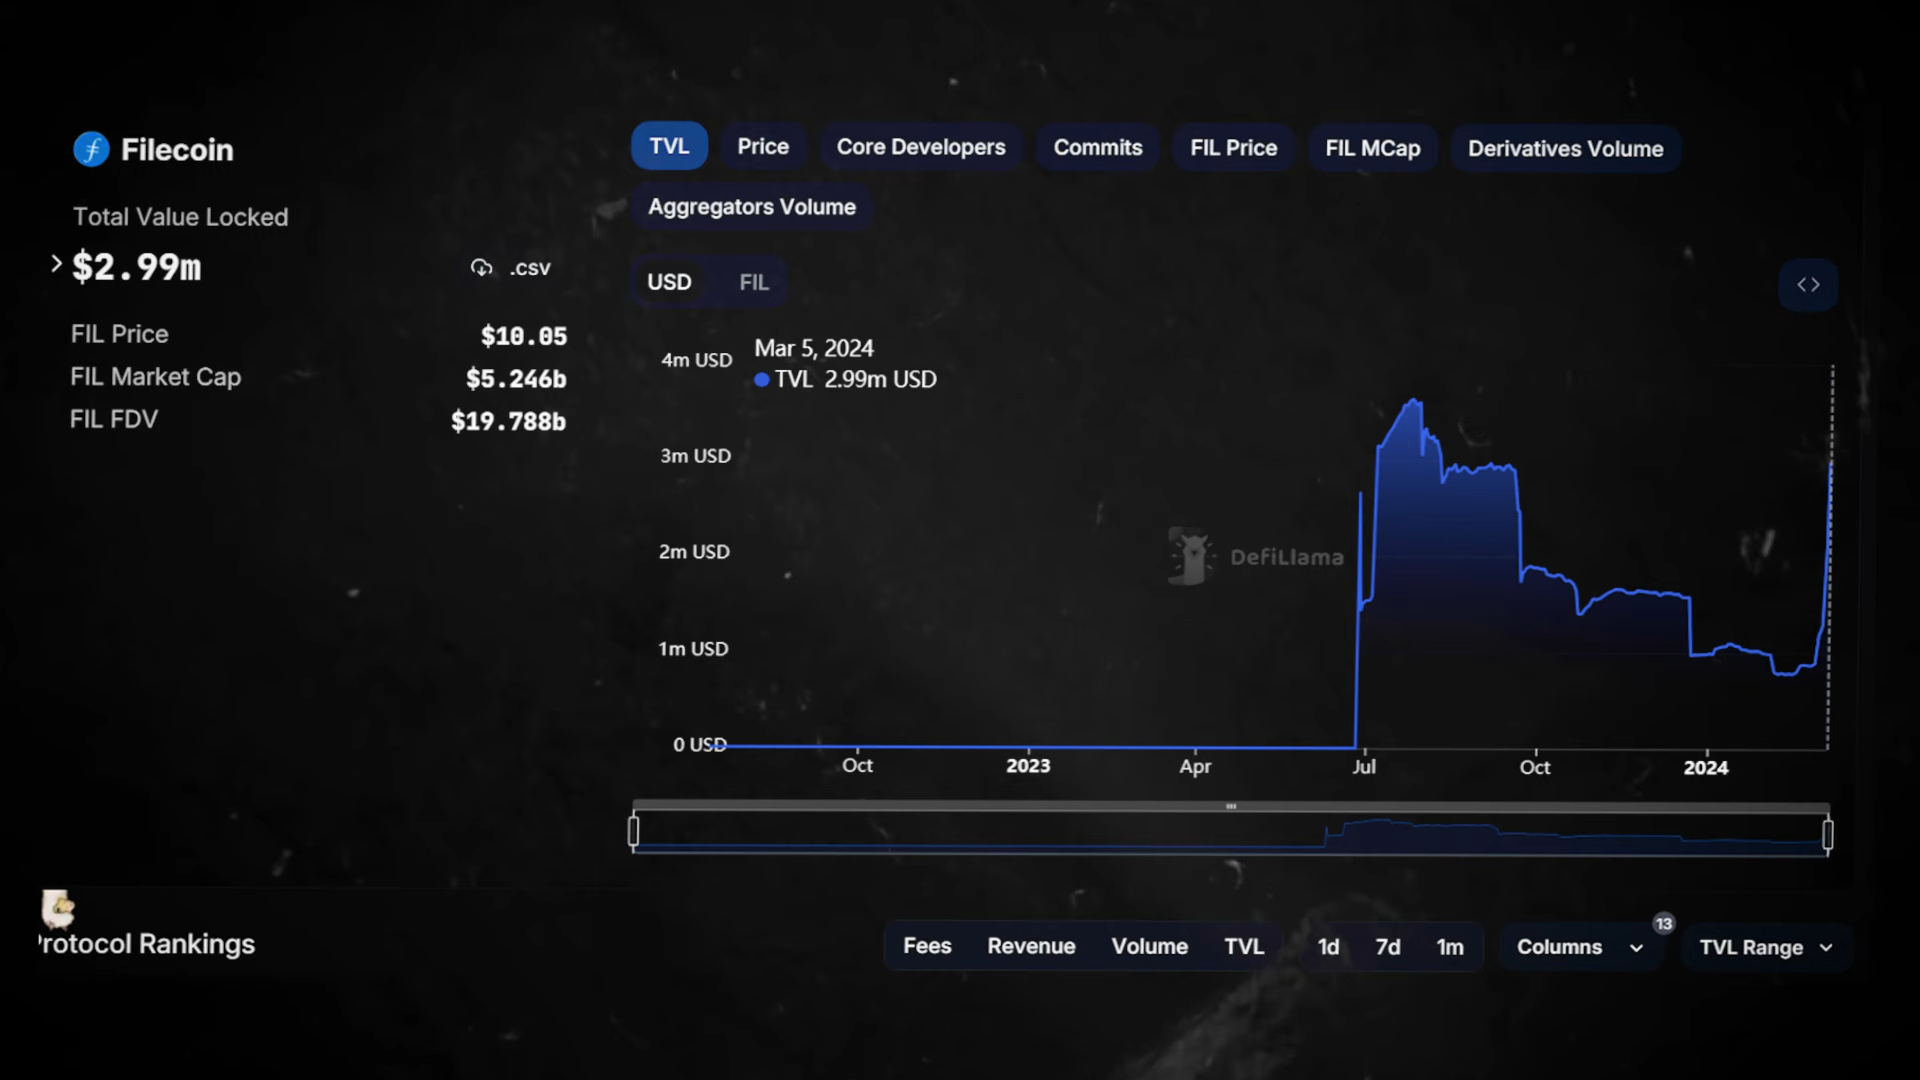 Filecoin
Total Value Locked
$2.99m
.csv
FIL Price $10.05
FIL Market Cap $5.246b
FIL FDV $19.788b
TVL Price Core Developers Commits FIL Price FIL MCap Derivatives Volume
Aggregators Volume
USD FIL
Mar 5, 2024
TVL 2.99m USD
4m USD
3m USD
2m USD
1m USD
0 USD
DefiLlama
Oct 2023 Apr Jul Oct 2024
rotocol Rankings
Fees Revenue Volume TVL 1d 7d 1m Columns 13 TVL Range